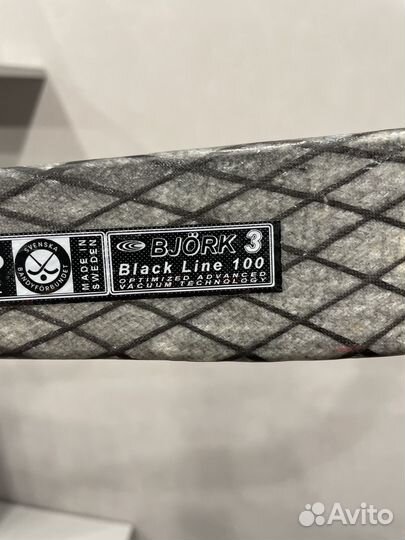 SVENSKA
BANDYFÖRBUNDET
MADE IN
SWEDEN
BJÖRK 3
Black Line 100
OPTIMIZED ADVANCED
VACUUM TECHNOLOGY
Avito